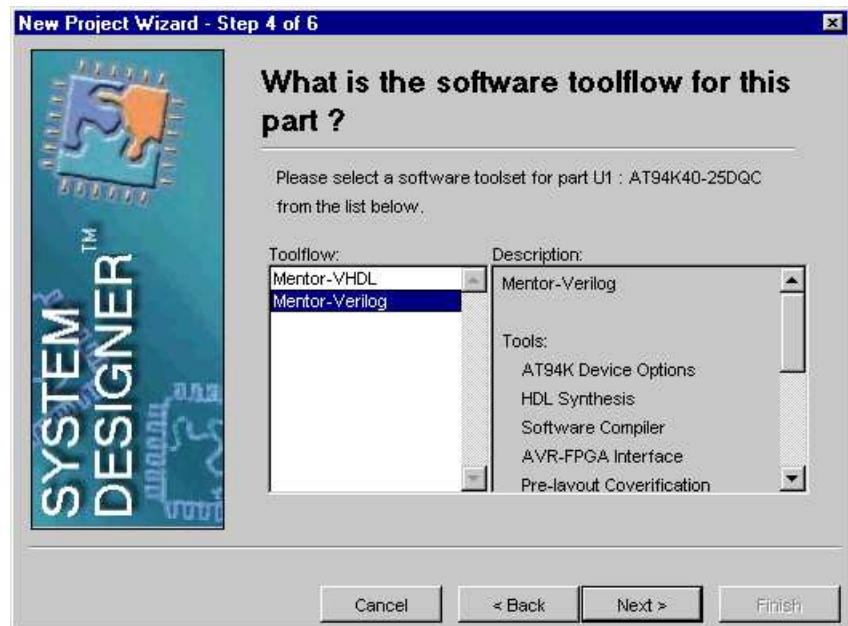 New Project Wizard - Step 4 of 6
SYSTEM
DESIGNER™
What is the software toolflow for this
part ?
Please select a software toolset for part U1 : AT94K40-25DQC
from the list below.
Toolflow:
Mentor-VHDL
Mentor-Verilog
Description:
Mentor-Verilog
Tools:
AT94K Device Options
HDL Synthesis
Software Compiler
AVR-FPGA Interface
Pre-layout Coverification
Cancel
< Back
Next >
Finish